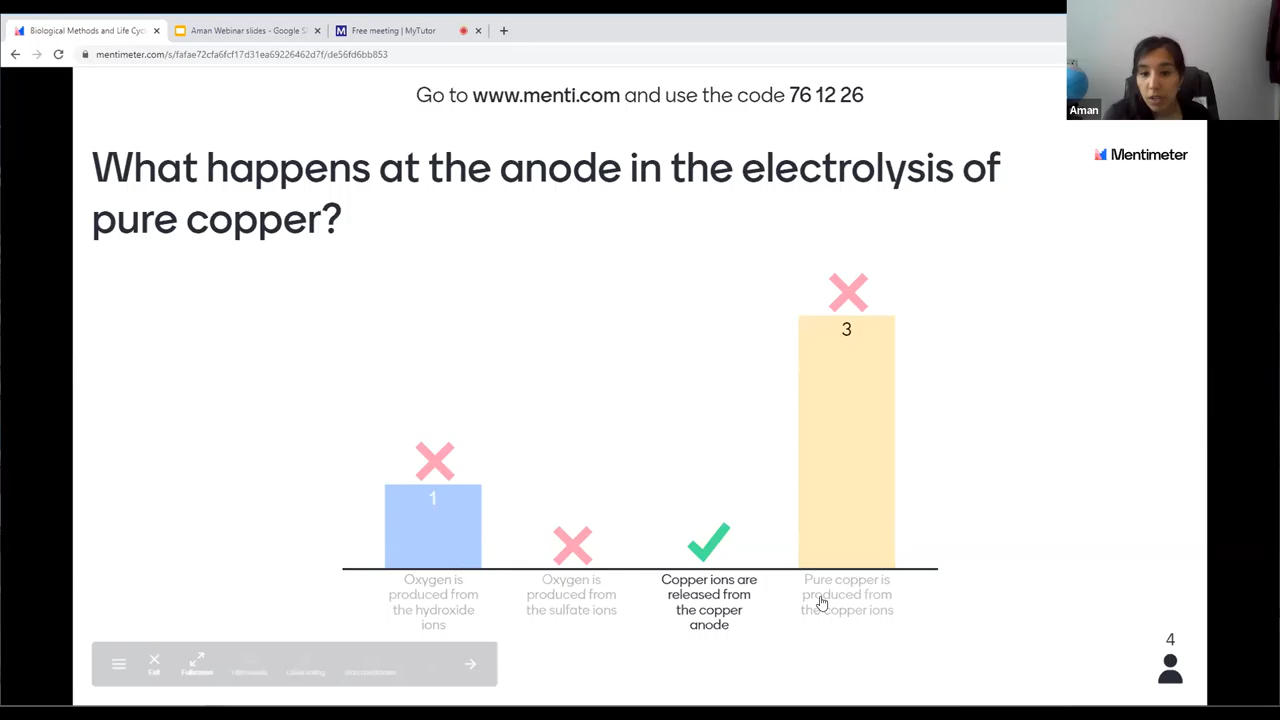 Biological Methods and Life Cyc
Aman Webinar slides - Google S
Free meeting | MyTutor
mentimeter.com/s/fafae72cfa6fcf17d31ea69226462d7f/de56fd6bb853
Aman
Go to www.menti.com and use the code 76 12 26
Mentimeter
What happens at the anode in the electrolysis of
pure copper?
3
1
Oxygen is
produced from
the hydroxide
ions
Oxygen is
produced from
the sulfate ions
Copper ions are
released from
the copper
anode
Pure copper is
produced from
the copper ions
Exit
Fullscreen
4